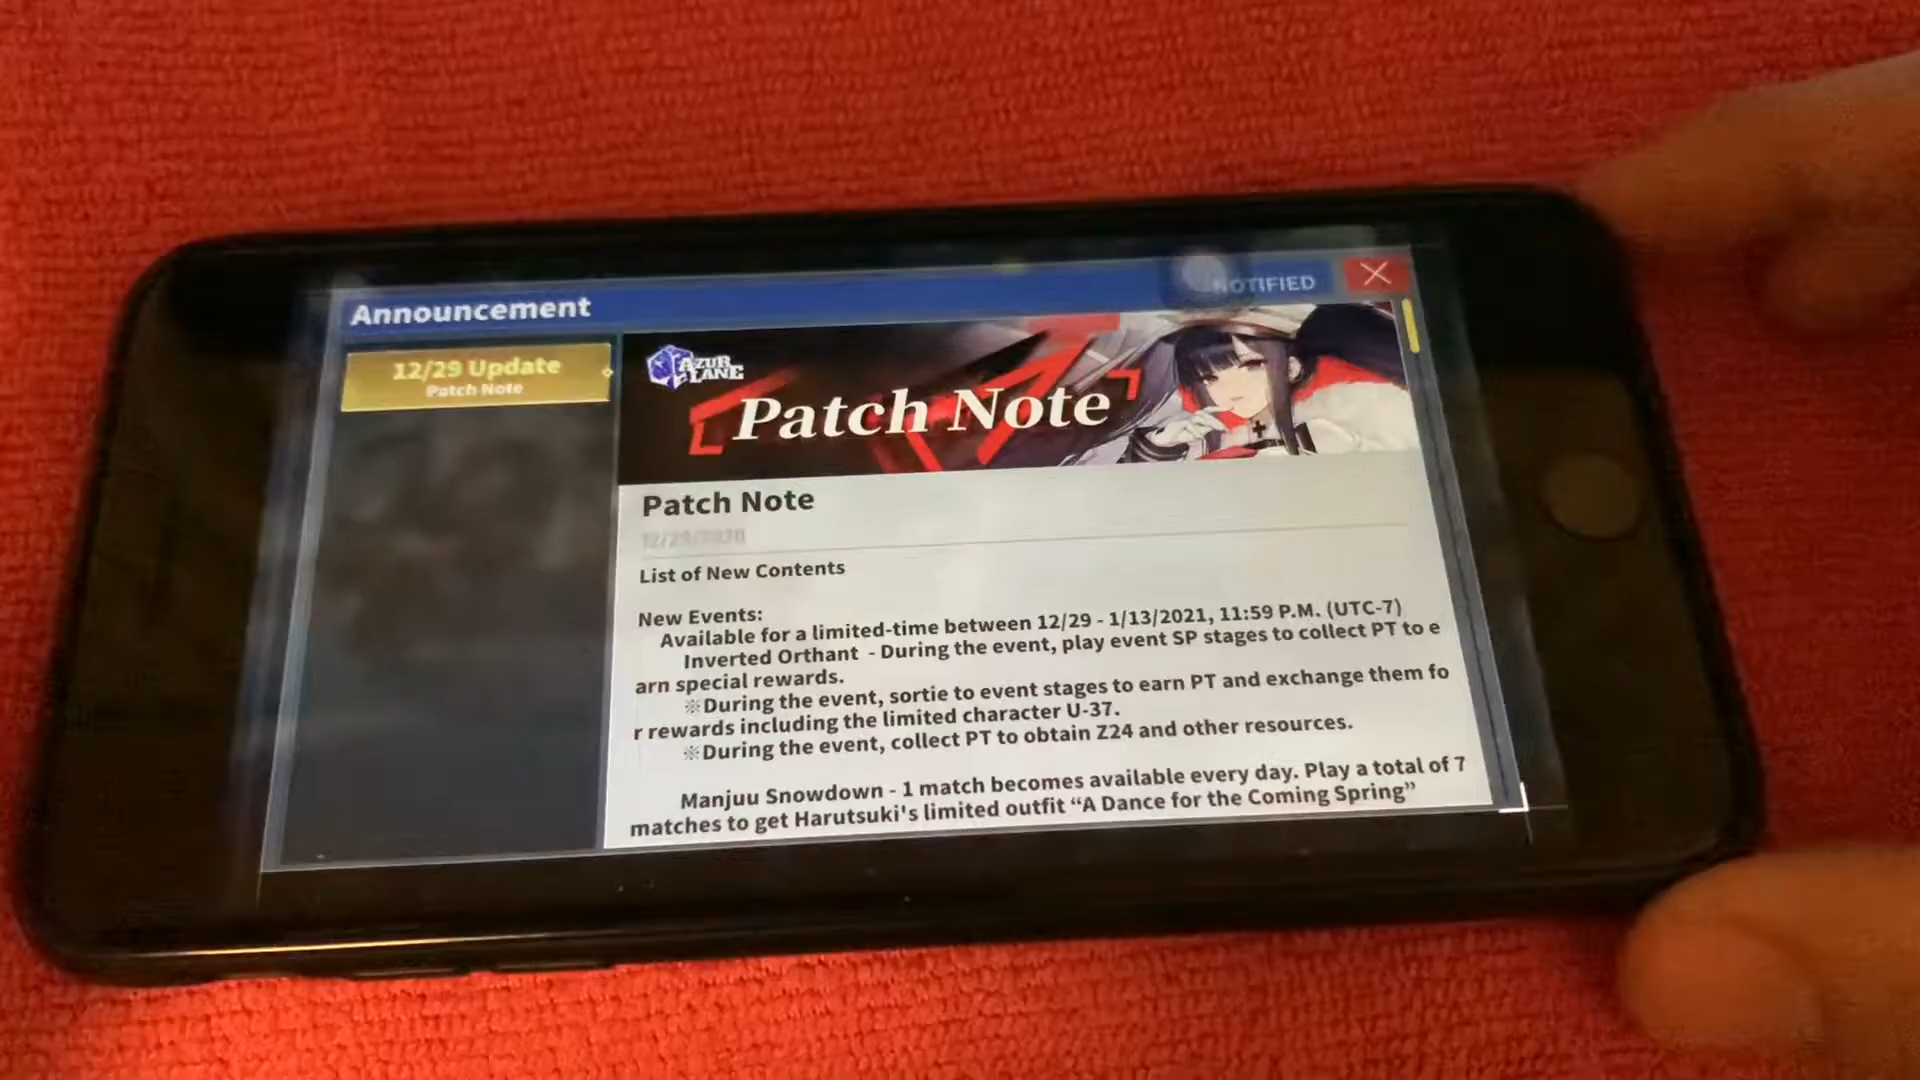 Announcement
NOTIFIED
12/29 Update
Patch Note
AZUR
LANE
Patch Note
Patch Note
12/29/2020
List of New Contents
New Events:
Available for a limited-time between 12/29 - 1/13/2021, 11:59 P.M. (UTC-7)
Inverted Orthant - During the event, play event SP stages to collect PT to e
arn special rewards.
※During the event, sortie to event stages to earn PT and exchange them fo
r rewards including the limited character U-37.
※During the event, collect PT to obtain Z24 and other resources.
Manjuu Snowdown - 1 match becomes available every day. Play a total of 7
matches to get Harutsuki's limited outfit “A Dance for the Coming Spring”